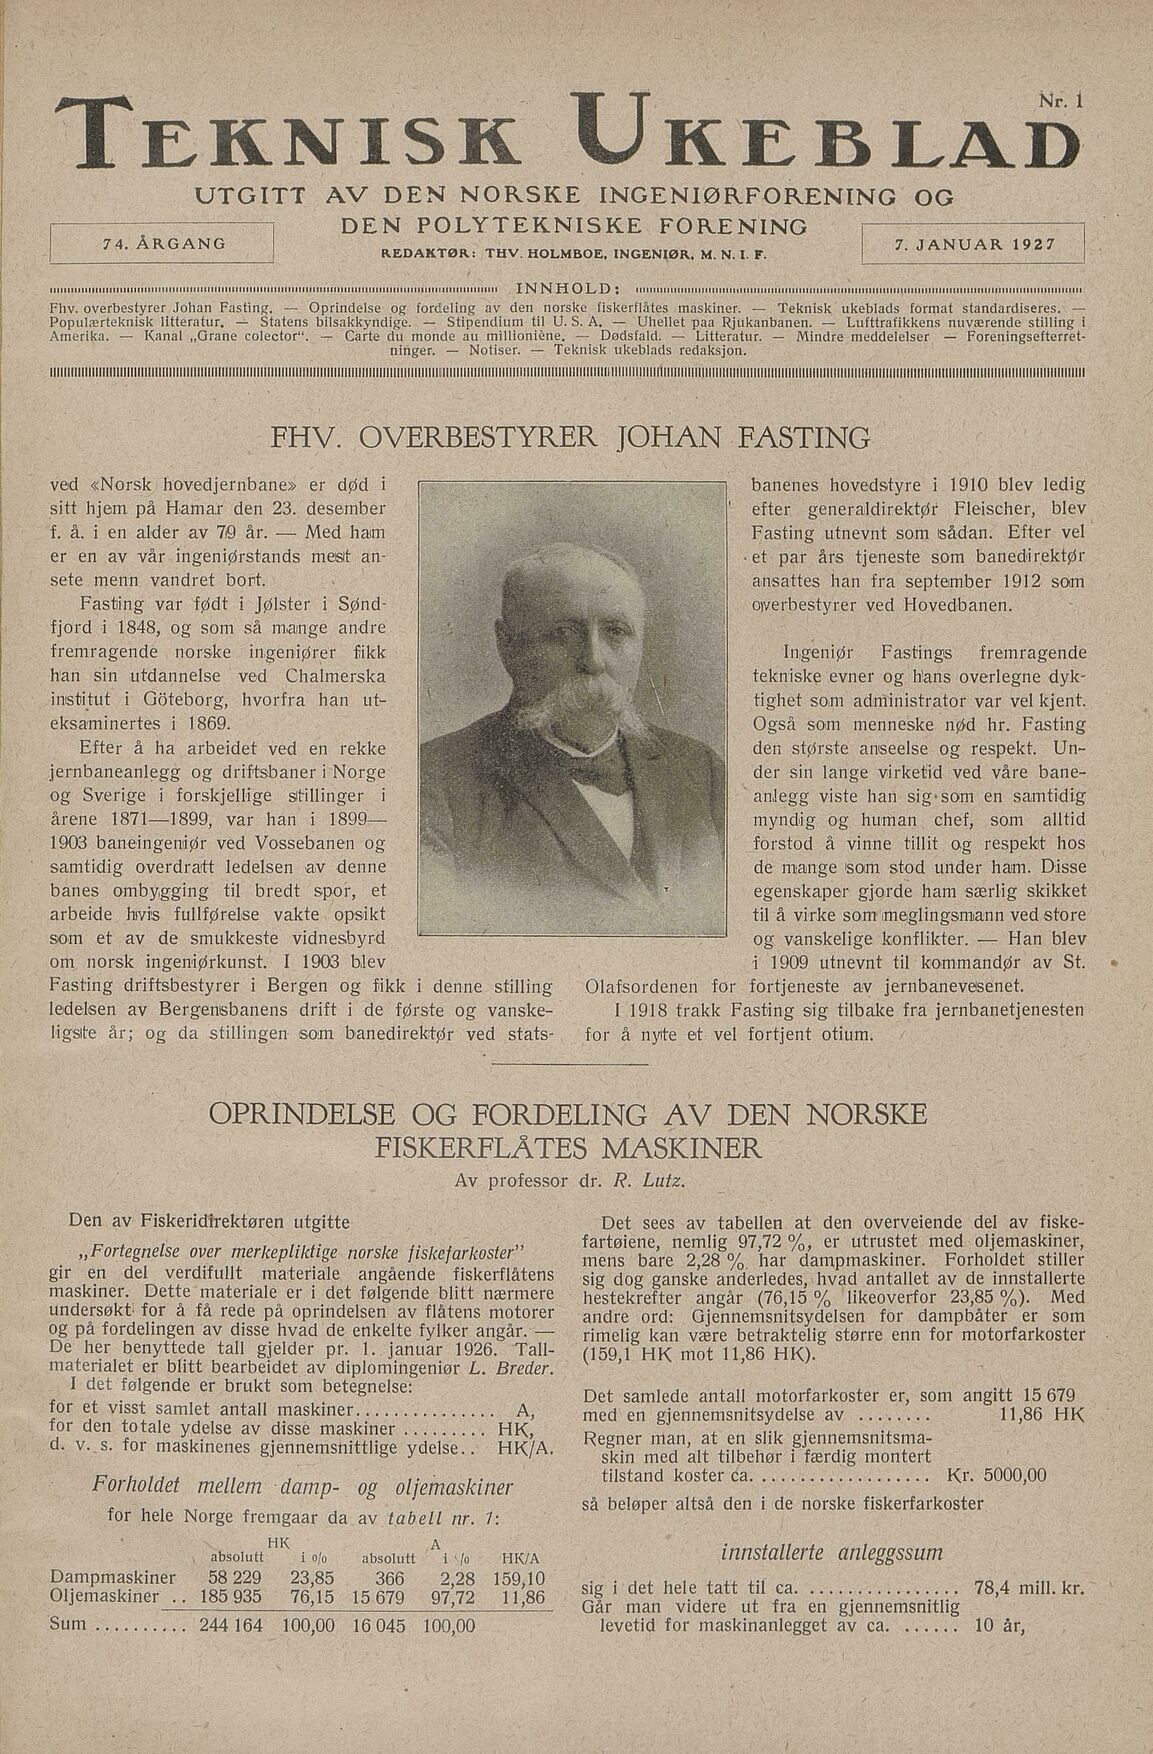 Nr. 1
TEKNISK UKEBLAD
UTGITT AV DEN NORSKE INGENIØRFORENING OG
DEN POLYTEKNISKE FORENING
74. ÅRGANG
REDAKTØR: THV. HOLMBOE, INGENIØR, M. N. I. F.
7. JANUAR 1927
INNHOLD:
Fhv. overbestyrer Johan Fasting. — Oprindelse og fordeling av den norske fiskerflåtes maskiner. — Teknisk ukeblads format standardiseres. —
Populærteknisk litteratur. — Statens bilsakkyndige. — Stipendium til U. S. A. — Uhellet paa Rjukanbanen. — Lufttrafikkens nuværende stilling i
Amerika. — Kanal „Grane colector". — Carte du monde au millioniène. — Dødsfald. — Litteratur. — Mindre meddelelser — Foreningsefterret-
ninger. — Notiser. — Teknisk ukeblads redaksjon.
FHV. OVERBESTYRER JOHAN FASTING
ved «Norsk hovedjernbane» er død i
sitt hjem på Hamar den 23. desember
f. å. i en alder av 79 år. — Med ham
er en av vår ingeniørstands mest an-
sete menn vandret bort.
Fasting var født i Jølster i Sønd-
fjord i 1848, og som så mange andre
fremragende norske ingeniører fikk
han sin utdannelse ved Chalmerska
institut i Göteborg, hvorfra han ut-
eksaminertes i 1869.
Efter å ha arbeidet ved en rekke
jernbaneanlegg og driftsbaner i Norge
og Sverige i forskjellige stillinger i
årene 1871—1899, var han i 1899—
1903 baneingeniør ved Vossebanen og
samtidig overdratt ledelsen av denne
banes ombygging til bredt spor, et
arbeide hvis fullførelse vakte opsikt
som et av de smukkeste vidnesbyrd
om norsk ingeniørkunst. I 1903 blev
Fasting driftsbestyrer i Bergen og fikk i denne stilling
ledelsen av Bergensbanens drift i de første og vanske-
ligste år; og da stillingen som banedirektør ved stats-
banenes hovedstyre i 1910 blev ledig
efter generaldirektør Fleischer, blev
Fasting utnevnt som sådan. Efter vel
et par års tjeneste som banedirektør
ansattes han fra september 1912 som
overbestyrer ved Hovedbanen.
Ingeniør Fastings fremragende
tekniske evner og hans overlegne dyk-
tighet som administrator var vel kjent.
Også som menneske nød hr. Fasting
den største anseelse og respekt. Un-
der sin lange virketid ved våre bane-
anlegg viste han sig som en samtidig
myndig og human chef, som alltid
forstod å vinne tillit og respekt hos
de mange som stod under ham. Disse
egenskaper gjorde ham særlig skikket
til å virke som meglingsmann ved store
og vanskelige konflikter. — Han blev
i 1909 utnevnt til kommandør av St.
Olafsordenen for fortjeneste av jernbanevesenet.
I 1918 trakk Fasting sig tilbake fra jernbanetjenesten
for å nyte et vel fortjent otium.
OPRINDELSE OG FORDELING AV DEN NORSKE
FISKERFLÅTES MASKINER
Av professor dr. R. Lutz.
Den av Fiskeridirektøren utgitte
„Fortegnelse over merkepliktige norske fiskefarkoster"
gir en del verdifullt materiale angående fiskerflåtens
maskiner. Dette materiale er i det følgende blitt nærmere
undersøkt for å få rede på oprindelsen av flåtens motorer
og på fordelingen av disse hvad de enkelte fylker angår. —
De her benyttede tall gjelder pr. 1. januar 1926. Tall-
materialet er blitt bearbeidet av diplomingeniør L. Breder.
I det følgende er brukt som betegnelse:
for et visst samlet antall maskiner............... A,
for den totale ydelse av disse maskiner ......... HK,
d. v. s. for maskinenes gjennemsnittlige ydelse.. HK/A.
Forholdet mellem damp- og oljemaskiner
for hele Norge fremgaar da av tabell nr. 1:
HK A
absolutt i o/o absolutt i o/o HK/A
Dampmaskiner 58 229 23,85 366 2,28 159,10
Oljemaskiner .. 185 935 76,15 15 679 97,72 11,86
Sum .......... 244 164 100,00 16 045 100,00
Det sees av tabellen at den overveiende del av fiske-
fartøiene, nemlig 97,72 %, er utrustet med oljemaskiner,
mens bare 2,28 % har dampmaskiner. Forholdet stiller
sig dog ganske anderledes, hvad antallet av de innstallerte
hestekrefter angår (76,15 % likeoverfor 23,85 %). Med
andre ord: Gjennemsnitsydelsen for dampbåter er som
rimelig kan være betraktelig større enn for motorfarkoster
(159,1 HK mot 11,86 HK).
Det samlede antall motorfarkoster er, som angitt 15 679
med en gjennemsnitsydelse av ........ 11,86 HK
Regner man, at en slik gjennemsnitsma-
skin med alt tilbehør i færdig montert
tilstand koster ca. .................. Kr. 5000,00
så beløper altså den i de norske fiskerfarkoster
innstallerte anleggssum
sig i det hele tatt til ca. ................ 78,4 mill. kr.
Går man videre ut fra en gjennemsnitlig
levetid for maskinanlegget av ca. ...... 10 år,